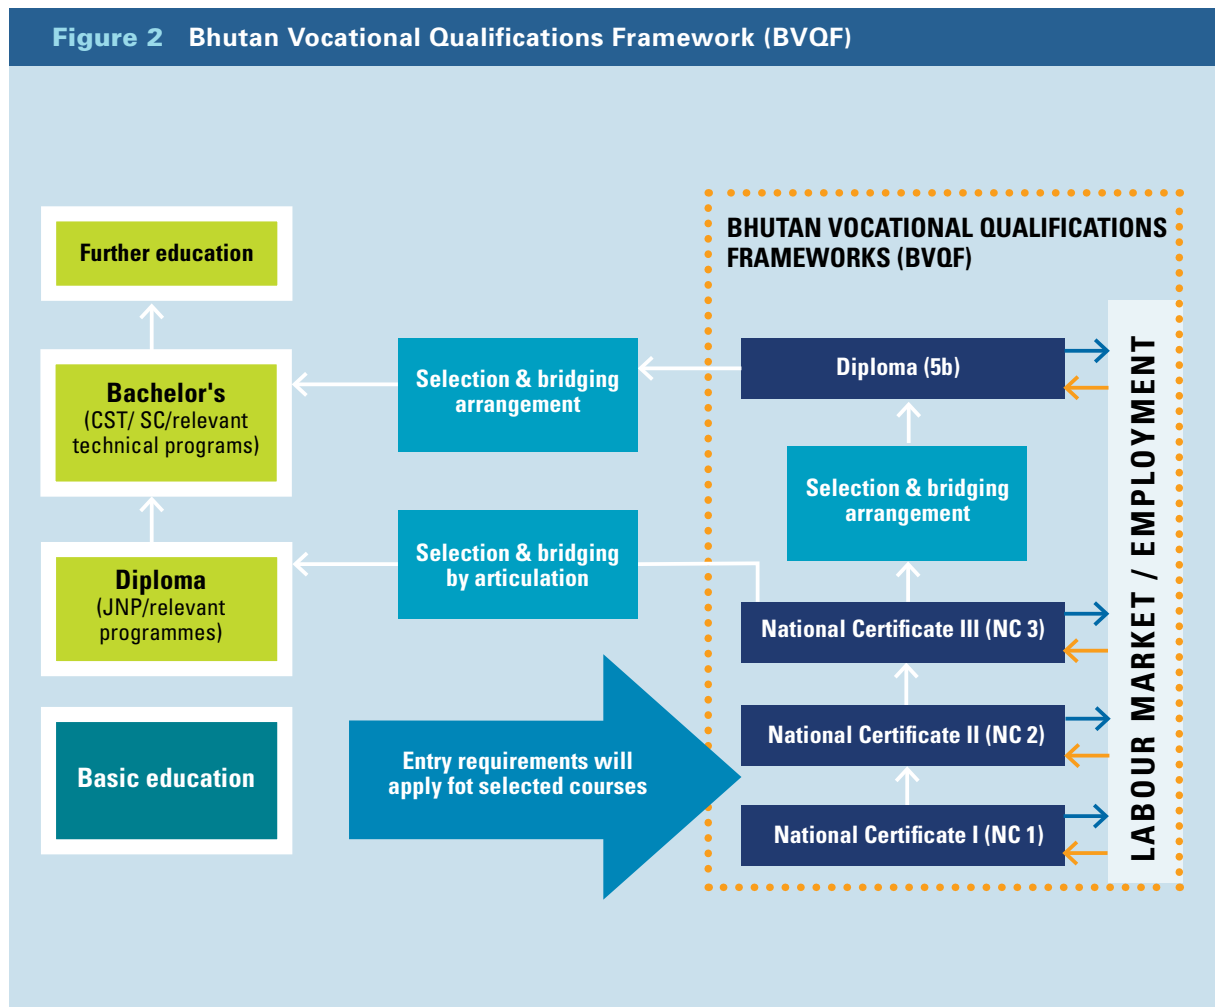 Figure 2 Bhutan Vocational Qualifications Framework (BVQF)
BHUTAN VOCATIONAL QUALIFICATIONS
FRAMEWORKS (BVQF)
Further education
Bachelor's
(CST/ SC/relevant
technical programs)
Selection & bridging
arrangement
Diploma (5b)
Selection & bridging
arrangement
Diploma
(JNP/relevant
programmes)
Selection & bridging
by articulation
National Certificate III (NC 3)
National Certificate II (NC 2)
Basic education
Entry requirements will
apply fot selected courses
National Certificate I (NC 1)
LABOUR MARKET / EMPLOYMENT